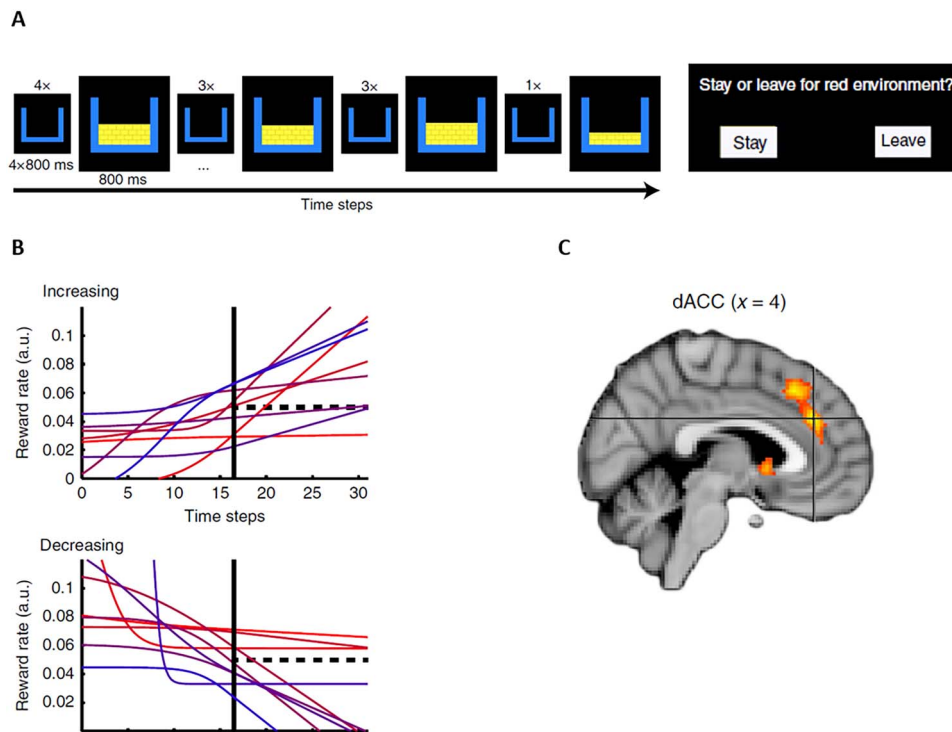 A
4×
3×
3×
1×
4×800 ms
800 ms
...
Time steps
Stay or leave for red environment?
Stay
Leave
B
Increasing
Reward rate (a.u.)
0.1
0.08
0.06
0.04
0.02
0
0 5 10 15 20 25 30
Time steps
Decreasing
Reward rate (a.u.)
0.1
0.08
0.06
0.04
0.02
C
dACC (x = 4)